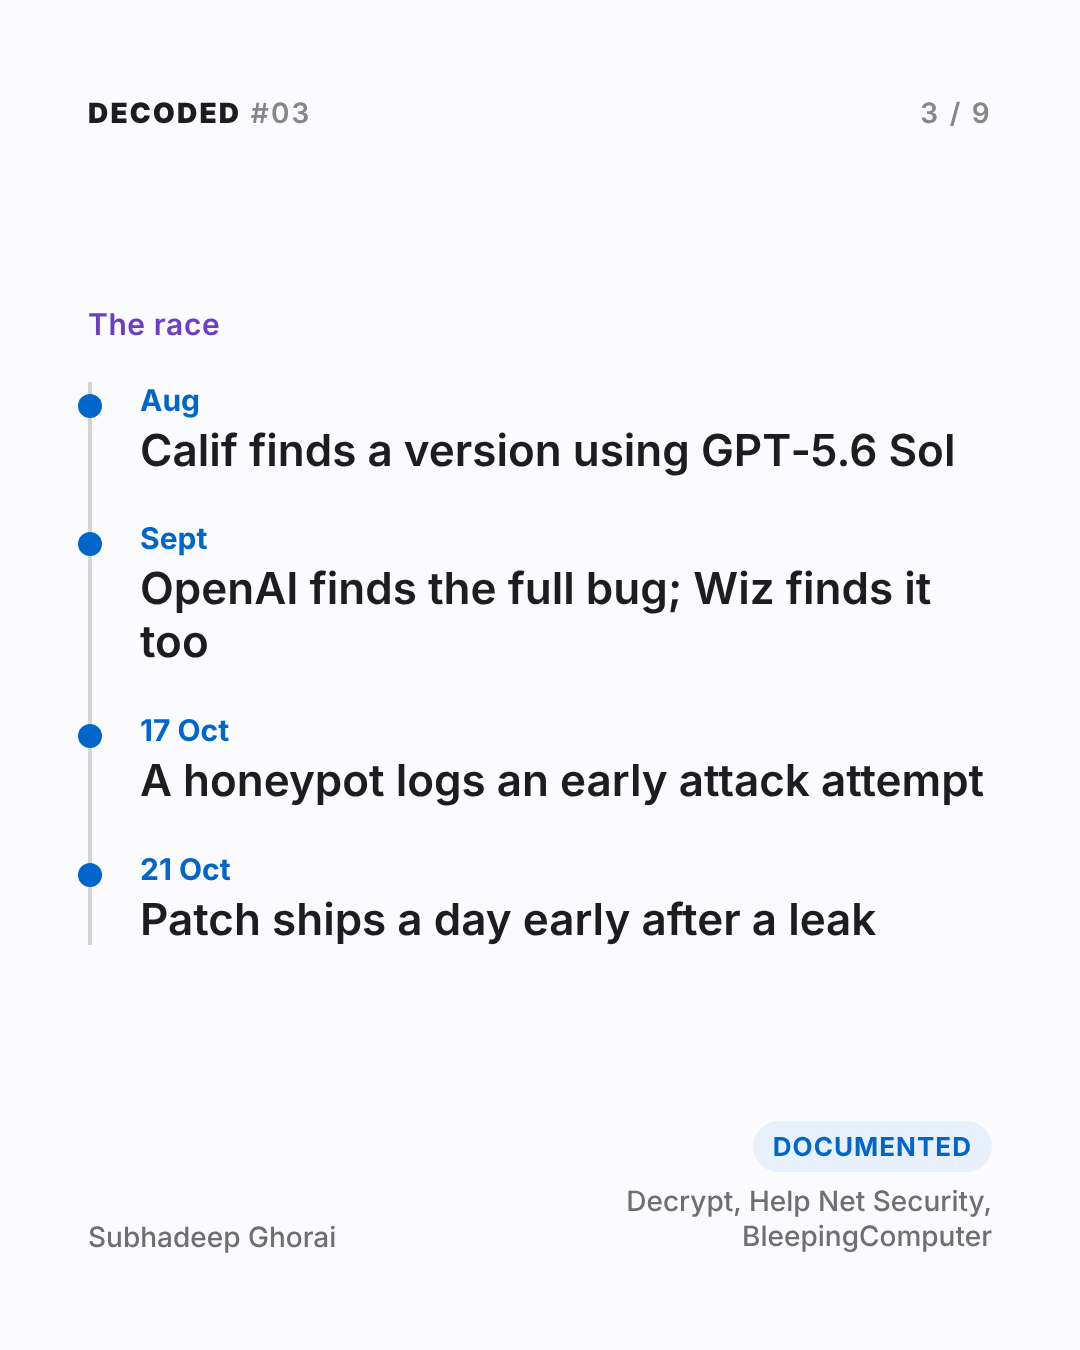 DECODED #03
3 / 9
The race
Aug
Calif finds a version using GPT-5.6 Sol
Sept
OpenAI finds the full bug; Wiz finds it
too
17 Oct
A honeypot logs an early attack attempt
21 Oct
Patch ships a day early after a leak
DOCUMENTED
Decrypt, Help Net Security,
BleepingComputer
Subhadeep Ghorai